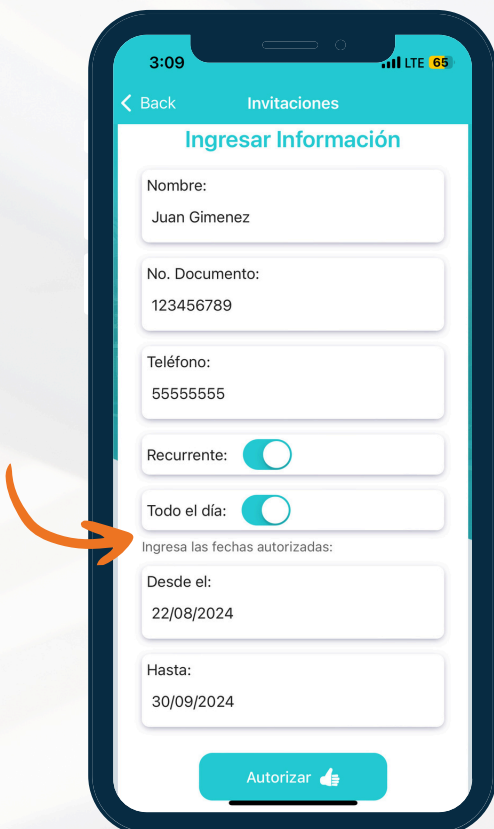 3:09
LTE 65
Back
Invitaciones
Ingresar Información
Nombre:
Juan Gimenez
No. Documento:
123456789
Teléfono:
55555555
Recurrente:
Todo el día:
Ingresa las fechas autorizadas:
Desde el:
22/08/2024
Hasta:
30/09/2024
Autorizar